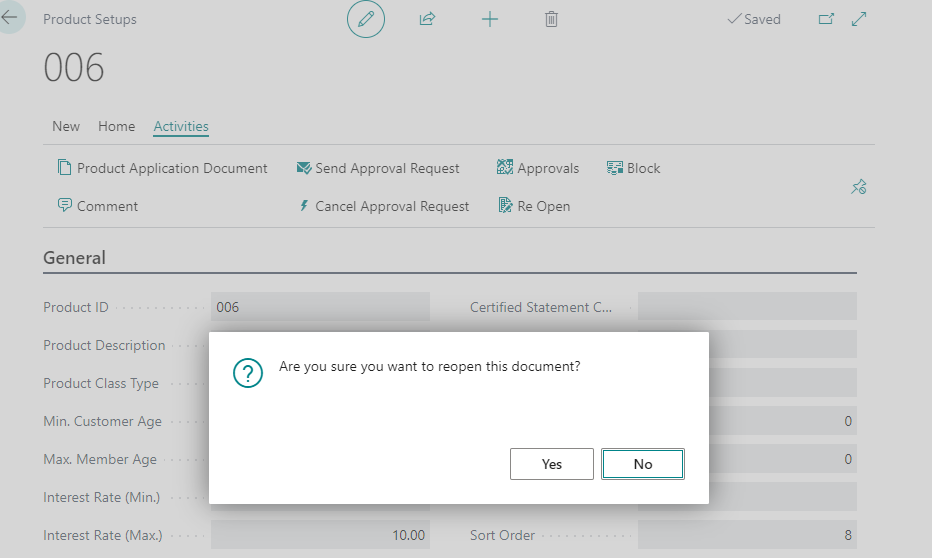 Product Setups
Saved
006
New Home Activities
Product Application Document Send Approval Request Approvals Block
Comment Cancel Approval Request Re Open
General
Product ID 006 Certified Statement C...
Product Description
Product Class Type
Min. Customer Age 0
Max. Member Age 0
Interest Rate (Min.)
Interest Rate (Max.) 10.00 Sort Order 8
Are you sure you want to reopen this document?
Yes No